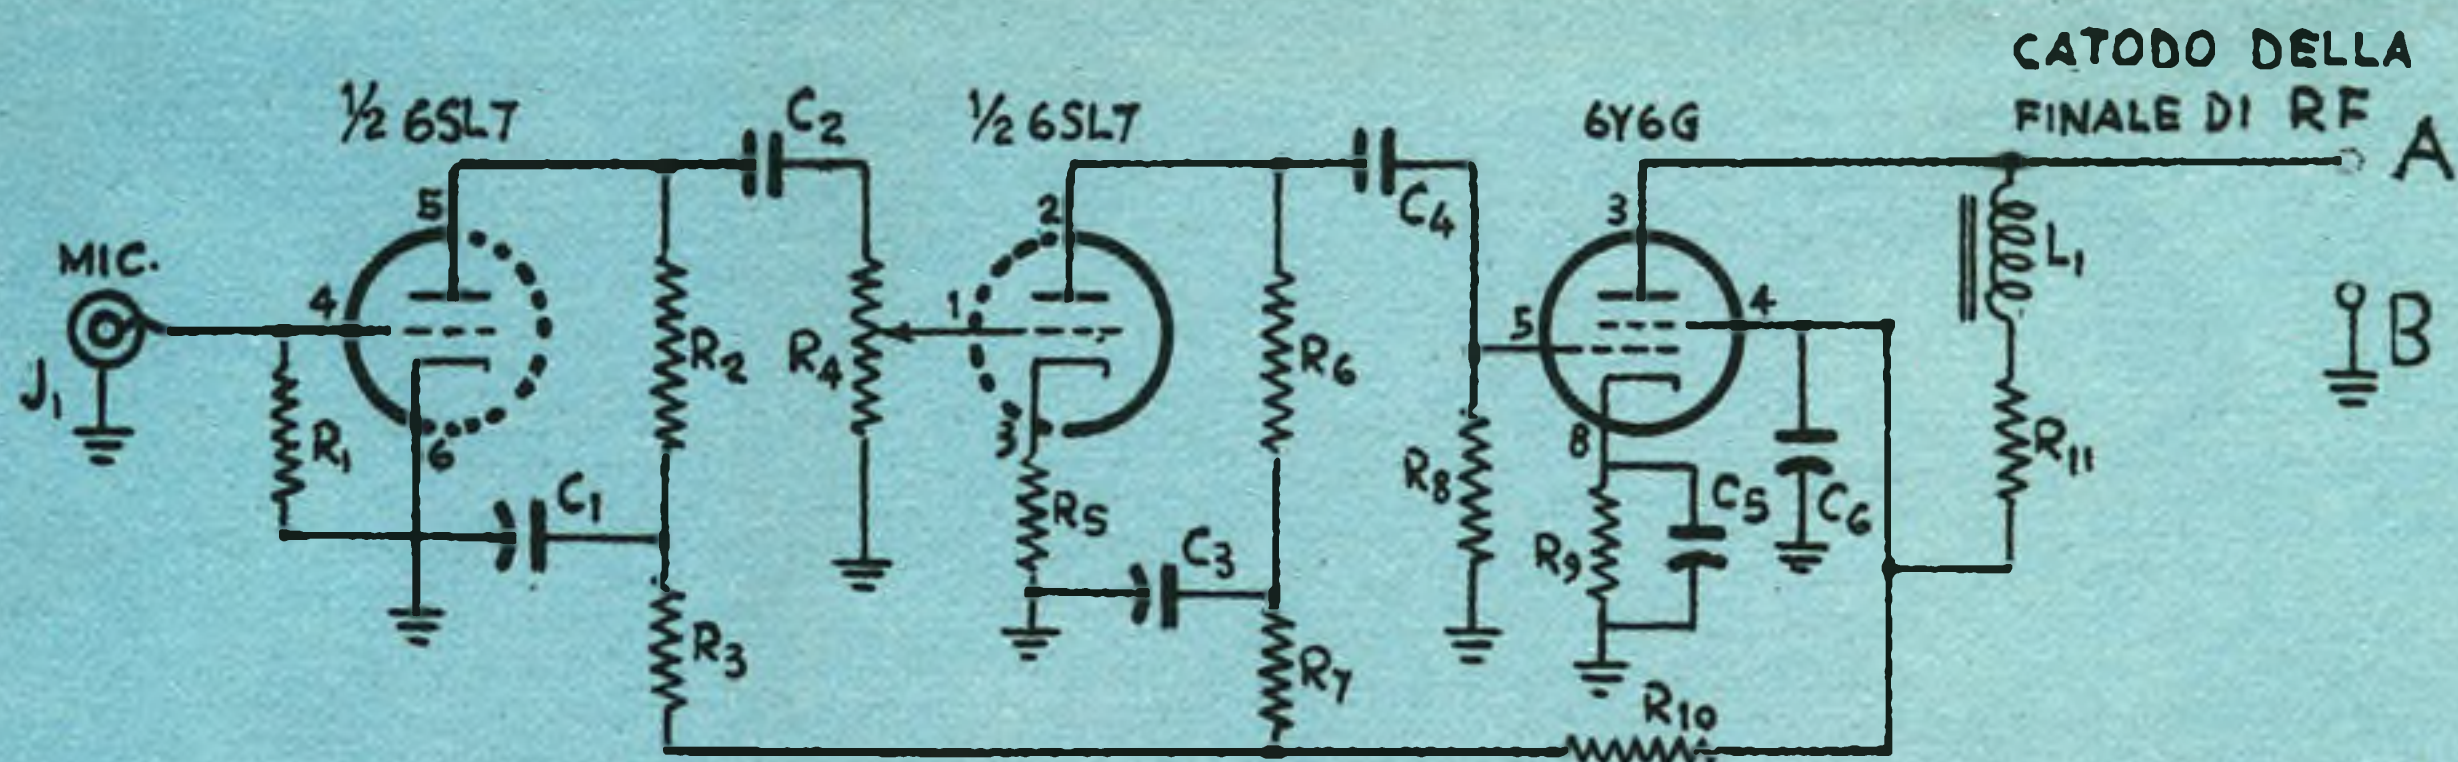 CATODO DELLA
FINALE DI RF
½ 6SL7
C2
½ 6SL7
6Y6G
A
5
2
C4
3
MIC.
L1
4
1
5
4
B
J1
R2
R4
R6
R1
6
3
8
R8
R11
C1
R5
C5
C6
C3
R9
R3
R7
R10